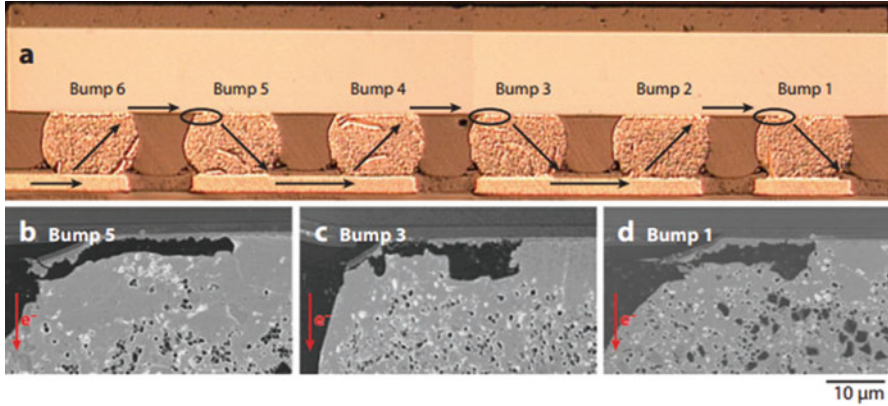 a
Bump 6
Bump 5
Bump 4
Bump 3
Bump 2
Bump 1
b Bump 5
c Bump 3
d Bump 1
e⁻
e⁻
e⁻
10 µm